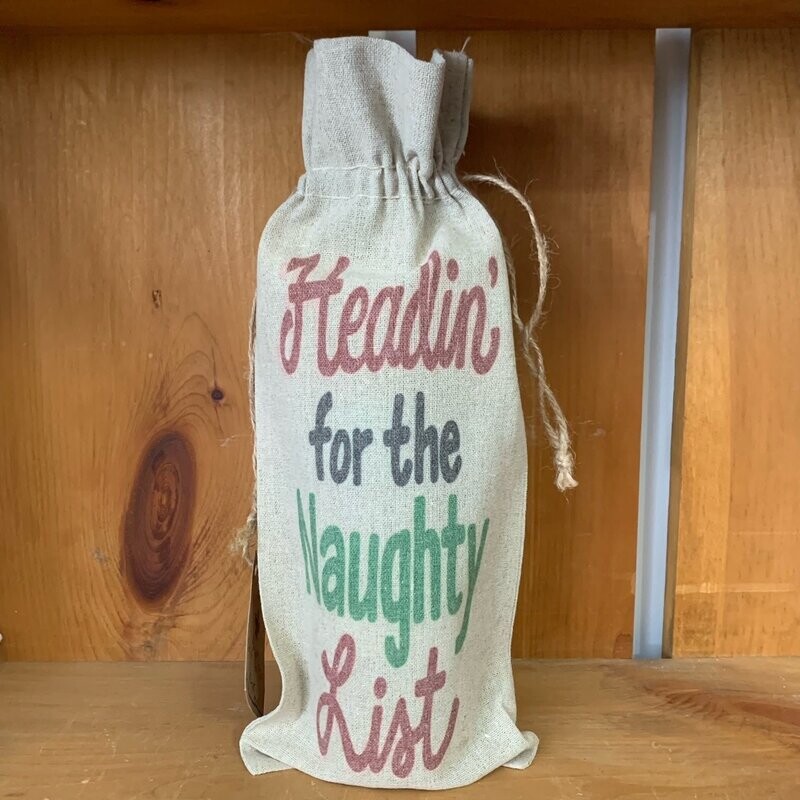 Headin'
for the
Naughty
List